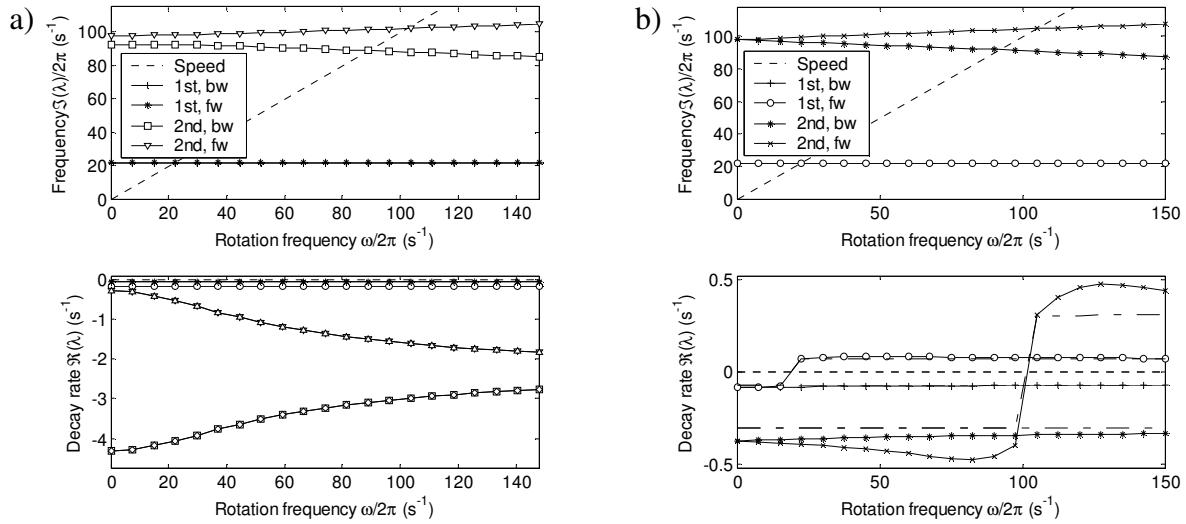 a)
Frequency ℑ(λ)/2π (s⁻¹)
100
80
60
40
20
0
Speed
1st, bw
1st, fw
2nd, bw
2nd, fw
0 20 40 60 80 100 120 140
Rotation frequency ω/2π (s⁻¹)
Decay rate ℜ(λ) (s⁻¹)
0
-1
-2
-3
-4
0 20 40 60 80 100 120 140
Rotation frequency ω/2π (s⁻¹)
b)
Frequency ℑ(λ)/2π (s⁻¹)
100
80
60
40
20
0
Speed
1st, bw
1st, fw
2nd, bw
2nd, fw
0 50 100 150
Rotation frequency ω/2π (s⁻¹)
Decay rate ℜ(λ) (s⁻¹)
0.5
0
-0.5
0 50 100 150
Rotation frequency ω/2π (s⁻¹)